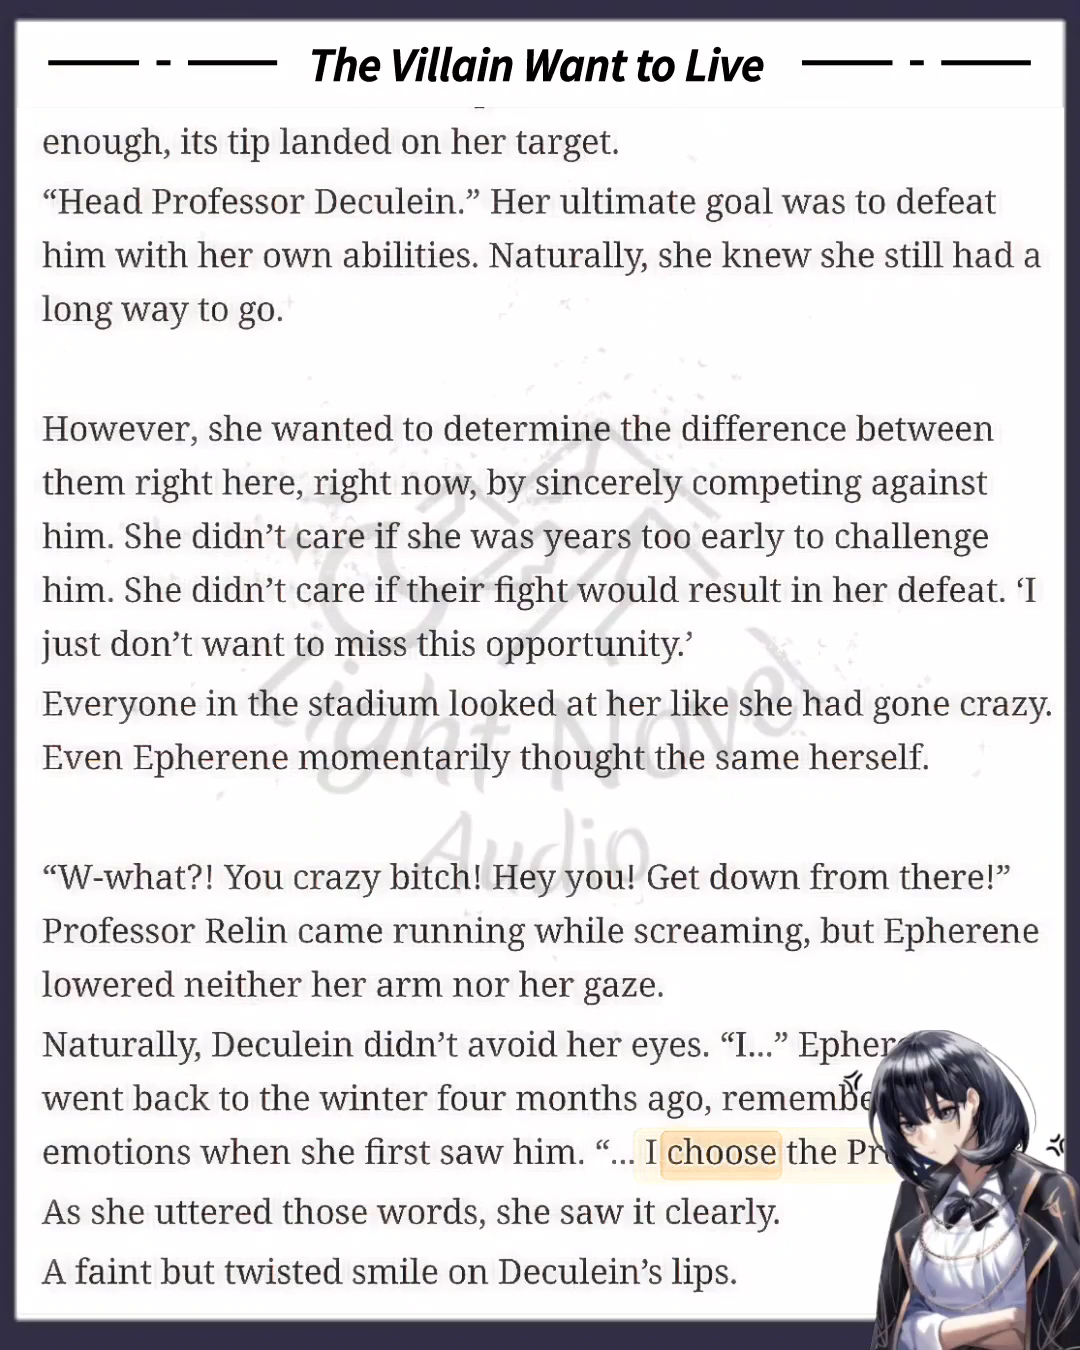 The Villain Want to Live
enough, its tip landed on her target.
“Head Professor Deculein.” Her ultimate goal was to defeat
him with her own abilities. Naturally, she knew she still had a
long way to go.
However, she wanted to determine the difference between
them right here, right now, by sincerely competing against
him. She didn’t care if she was years too early to challenge
him. She didn’t care if their fight would result in her defeat. ‘I
just don’t want to miss this opportunity.’
Everyone in the stadium looked at her like she had gone crazy.
Even Epherene momentarily thought the same herself.
“W-what?! You crazy bitch! Hey you! Get down from there!”
Professor Relin came running while screaming, but Epherene
lowered neither her arm nor her gaze.
Naturally, Deculein didn’t avoid her eyes. “I...”
went back to the winter four months ago,
emotions when she first saw him. “... I choose the
As she uttered those words, she saw it clearly.
A faint but twisted smile on Deculein’s lips.
Light Novel
Audio